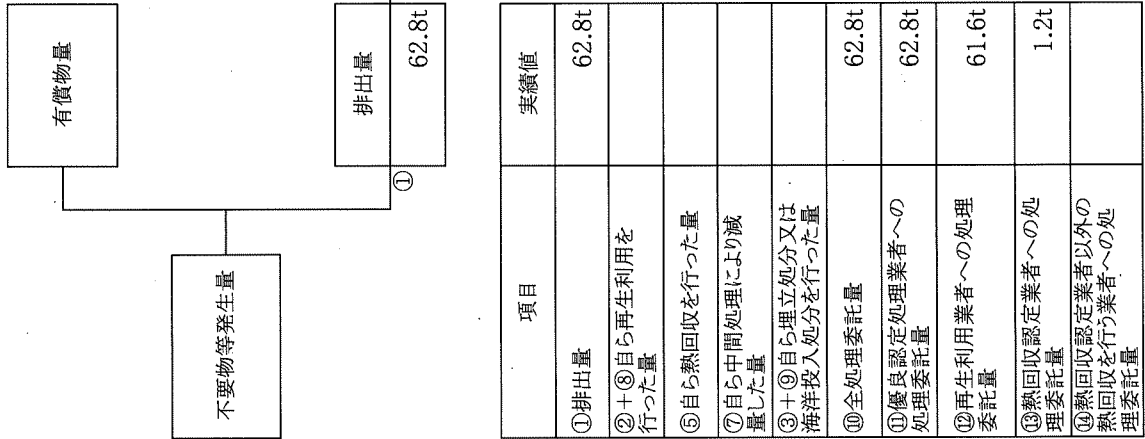 不要物等発生量
有償物量
排出量
①
62.8t
項目
実績値
①排出量
62.8t
②+⑧自ら再生利用を
行った量
⑤自ら熱回収を行った量
⑦自ら中間処理により減
量した量
③+⑨自ら埋立処分又は
海洋投入処分を行った量
⑩全処理委託量
62.8t
⑪優良認定処理業者への
処理委託量
62.8t
⑫再生利用業者への処理
委託量
61.6t
⑬熱回収認定業者への処
理委託量
1.2t
⑭熱回収認定業者以外の
熱回収を行う業者への処
理委託量